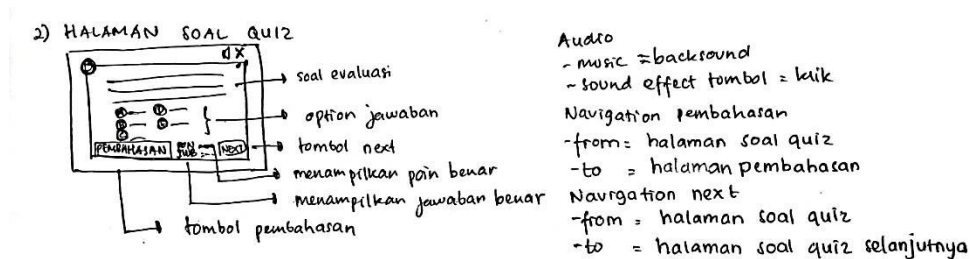 2) HALAMAN SOAL QUIZ
X
soal evaluasi
option jawaban
PEMBAHASAN
NEXT
tombol next
menampilkan poin benar
menampilkan jawaban benar
tombol pembahasan
Audio
- music = backsound
- sound effect tombol = klik
Navigation pembahasan
- from = halaman soal quiz
- to = halaman pembahasan
Navigation next
- from = halaman soal quiz
- to = halaman soal quiz selanjutnya